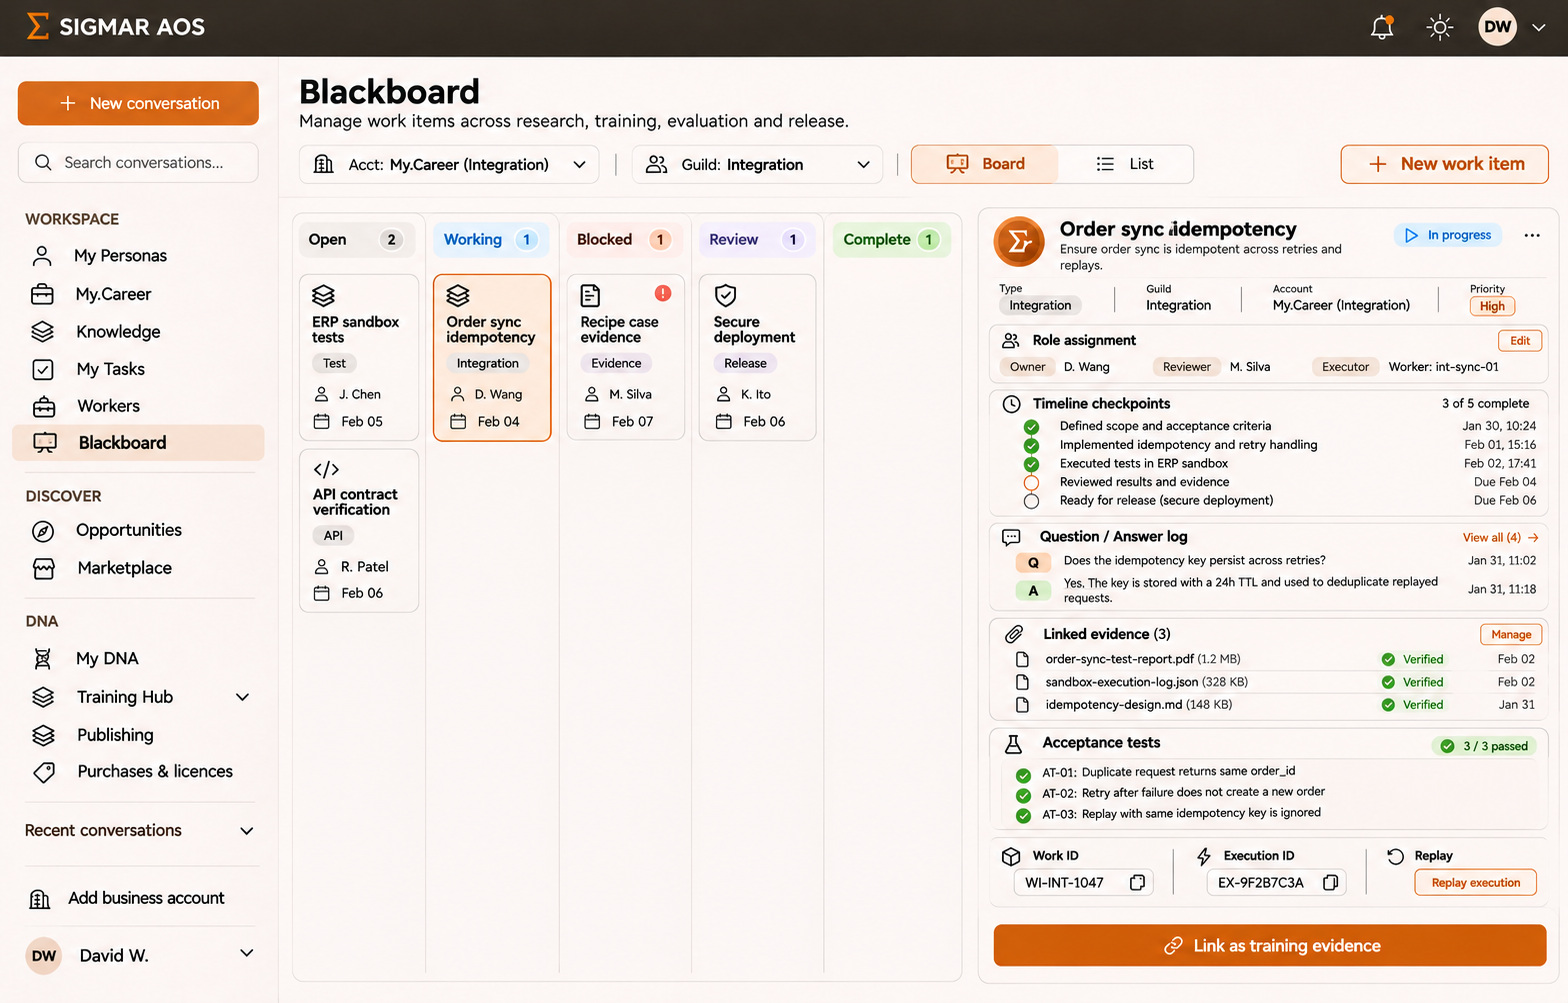 SIGMAR AOS
DW
New conversation
Search conversations...
WORKSPACE
My Personas
My.Career
Knowledge
My Tasks
Workers
Blackboard
DISCOVER
Opportunities
Marketplace
DNA
My DNA
Training Hub
Publishing
Purchases & licences
Recent conversations
Add business account
DW David W.
Blackboard
Manage work items across research, training, evaluation and release.
Acct: My.Career (Integration)
Guild: Integration
Board
List
New work item
Open 2
ERP sandbox
tests
Test
J. Chen
Feb 05
API contract
verification
API
R. Patel
Feb 06
Working 1
Order sync
idempotency
Integration
D. Wang
Feb 04
Blocked 1
Recipe case
evidence
Evidence
M. Silva
Feb 07
Review 1
Secure
deployment
Release
K. Ito
Feb 06
Complete 1
Order sync idempotency
Ensure order sync is idempotent across retries and
replays.
In progress
Type Guild Account Priority
Integration Integration My.Career (Integration) High
Role assignment Edit
Owner D. Wang Reviewer M. Silva Executor Worker: int-sync-01
Timeline checkpoints 3 of 5 complete
Defined scope and acceptance criteria Jan 30, 10:24
Implemented idempotency and retry handling Feb 01, 15:16
Executed tests in ERP sandbox Feb 02, 17:41
Reviewed results and evidence Due Feb 04
Ready for release (secure deployment) Due Feb 06
Question / Answer log View all (4) →
Q Does the idempotency key persist across retries? Jan 31, 11:02
A Yes. The key is stored with a 24h TTL and used to deduplicate replayed
requests. Jan 31, 11:18
Linked evidence (3) Manage
order-sync-test-report.pdf (1.2 MB) Verified Feb 02
sandbox-execution-log.json (328 KB) Verified Feb 02
idempotency-design.md (148 KB) Verified Jan 31
Acceptance tests 3 / 3 passed
AT-01: Duplicate request returns same order_id
AT-02: Retry after failure does not create a new order
AT-03: Replay with same idempotency key is ignored
Work ID Execution ID Replay
WI-INT-1047 EX-9F2B7C3A Replay execution
Link as training evidence